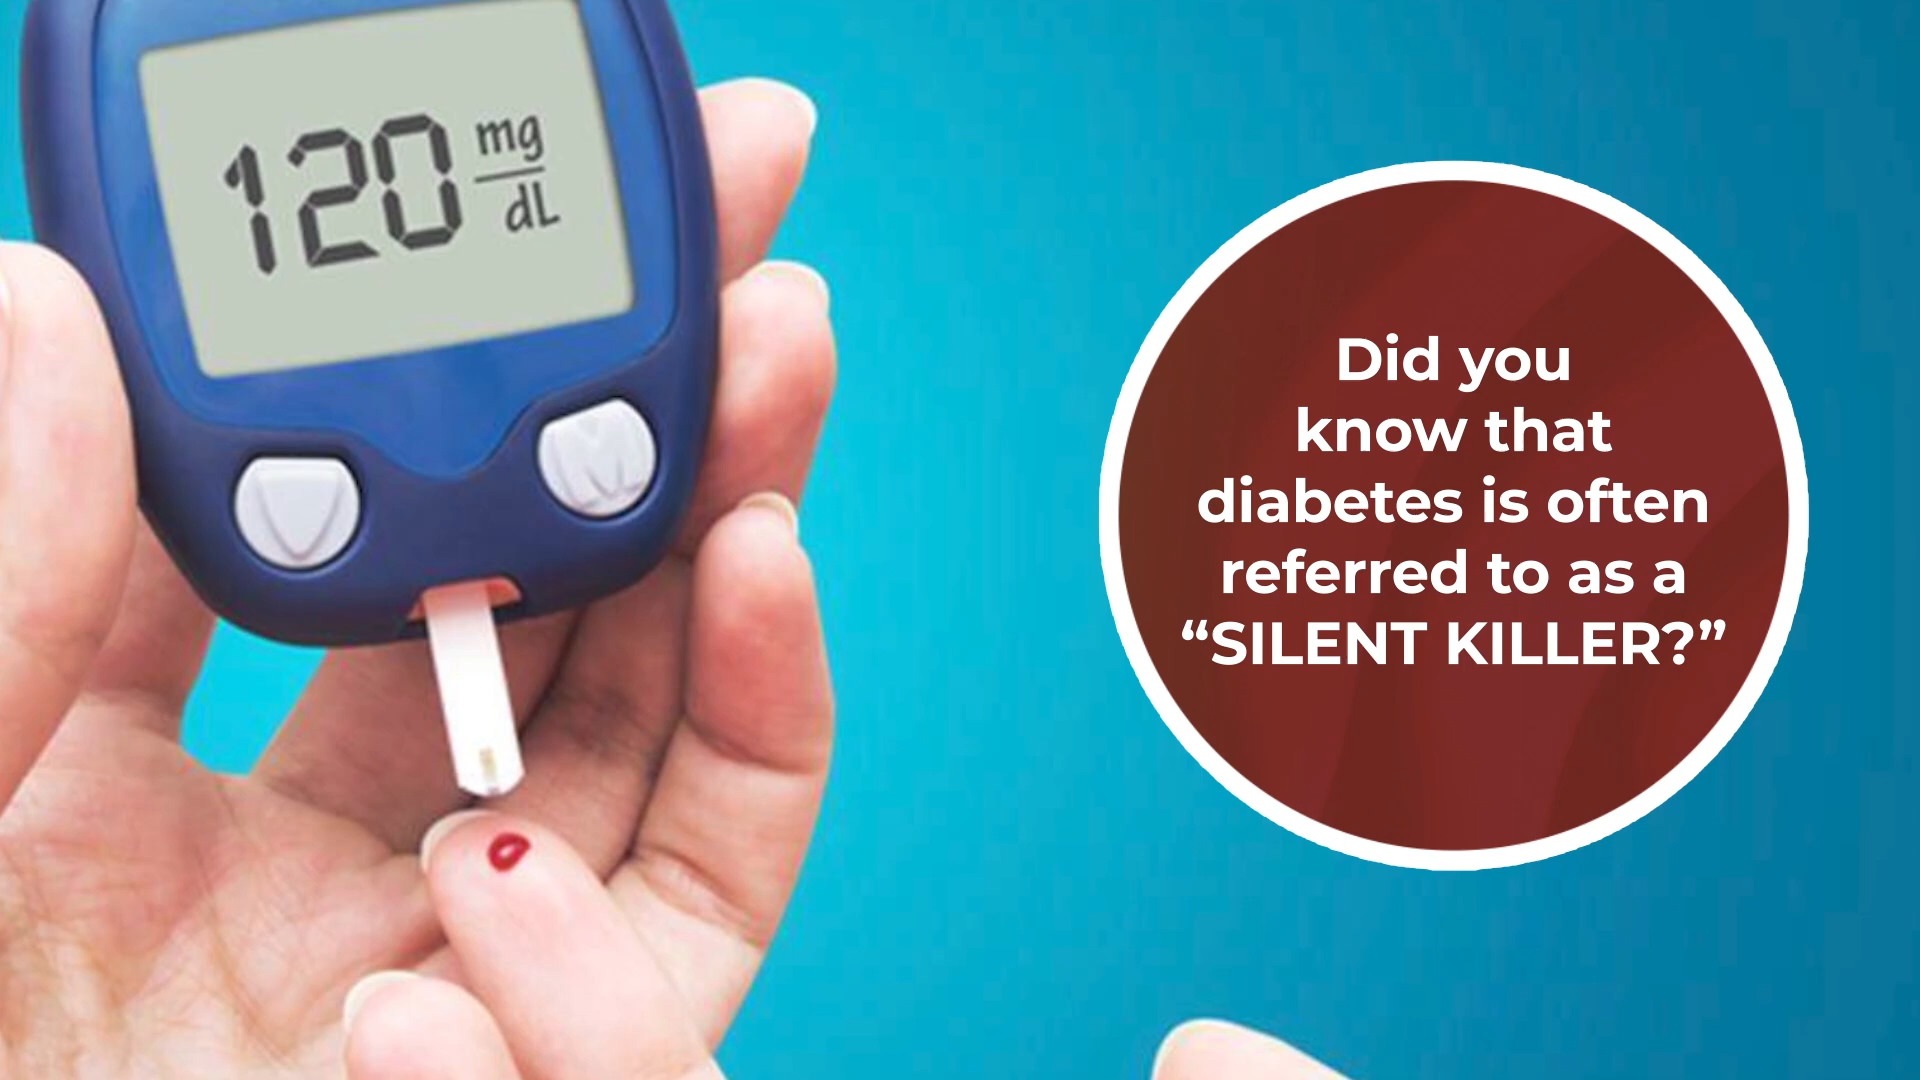 120 mg
dL
M
Did you
know that
diabetes is often
referred to as a
“SILENT KILLER?”